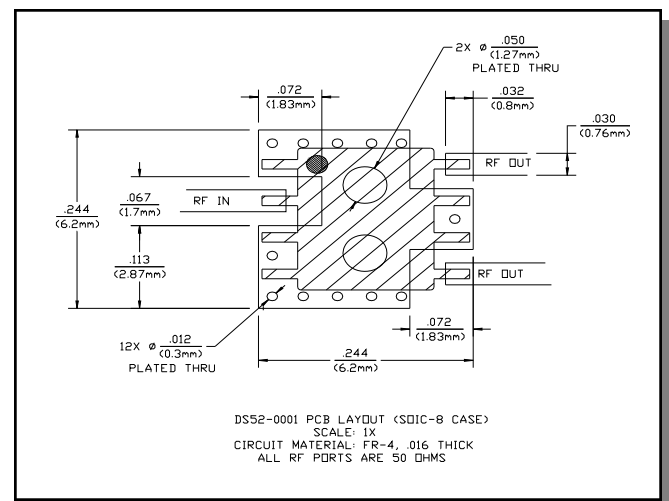 2X ø .050
(1.27mm)
PLATED THRU
.072
(1.83mm)
.032
(0.8mm)
.030
(0.76mm)
RF OUT
.067
(1.7mm)
RF IN
.244
(6.2mm)
.113
(2.87mm)
RF OUT
12X ø .012
(0.3mm)
PLATED THRU
.072
(1.83mm)
.244
(6.2mm)
DS52-0001 PCB LAYOUT (SOIC-8 CASE)
SCALE: 1X
CIRCUIT MATERIAL: FR-4, .016 THICK
ALL RF PORTS ARE 50 OHMS